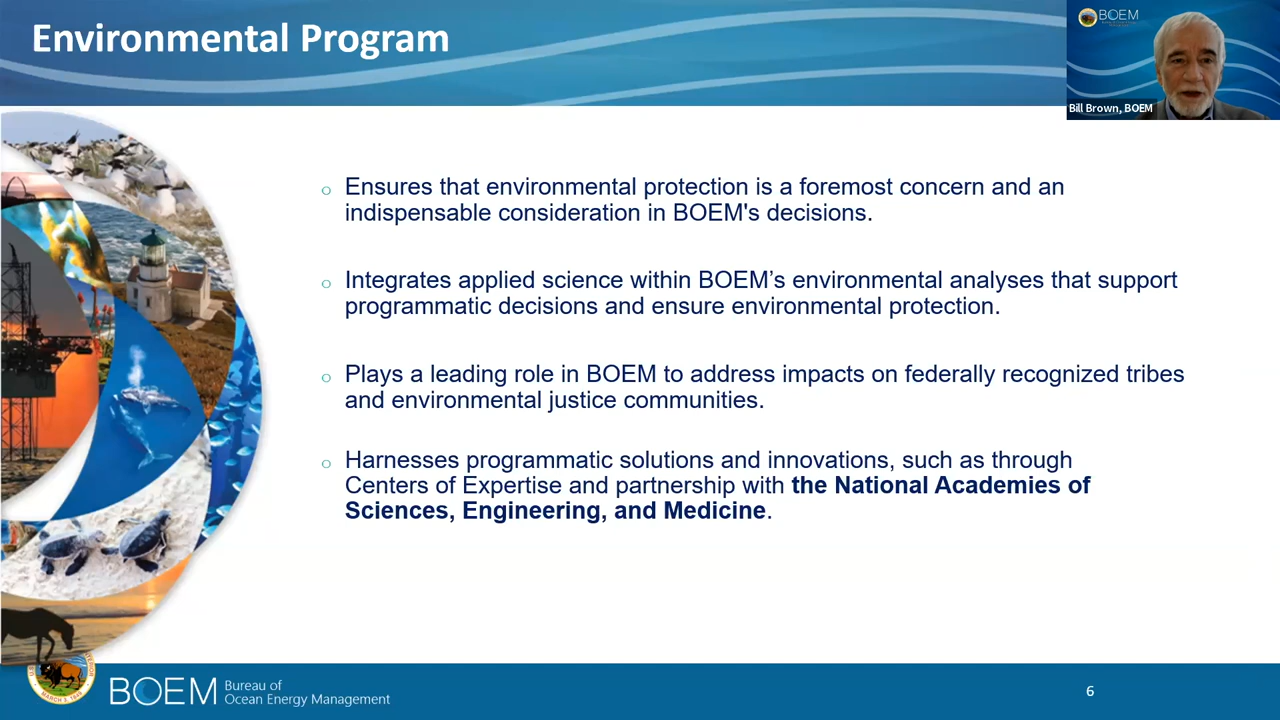 Environmental Program
BOEM
Bill Brown, BOEM
o Ensures that environmental protection is a foremost concern and an
indispensable consideration in BOEM's decisions.
o Integrates applied science within BOEM’s environmental analyses that support
programmatic decisions and ensure environmental protection.
o Plays a leading role in BOEM to address impacts on federally recognized tribes
and environmental justice communities.
o Harnesses programmatic solutions and innovations, such as through
Centers of Expertise and partnership with the National Academies of
Sciences, Engineering, and Medicine.
MARCH 3, 1849
BOEM
Bureau of
Ocean Energy Management
6